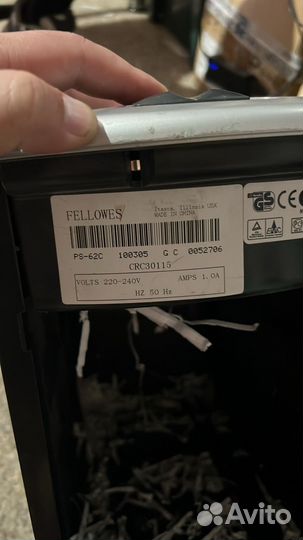 FELLOWES
Itasca, Illinois USA
MADE IN CHINA
PS-62C 100305 G C 0052706
CRC30115
VOLTS 220-240V AMPS 1.0A
HZ 50 Hz
GS
CE
Avito